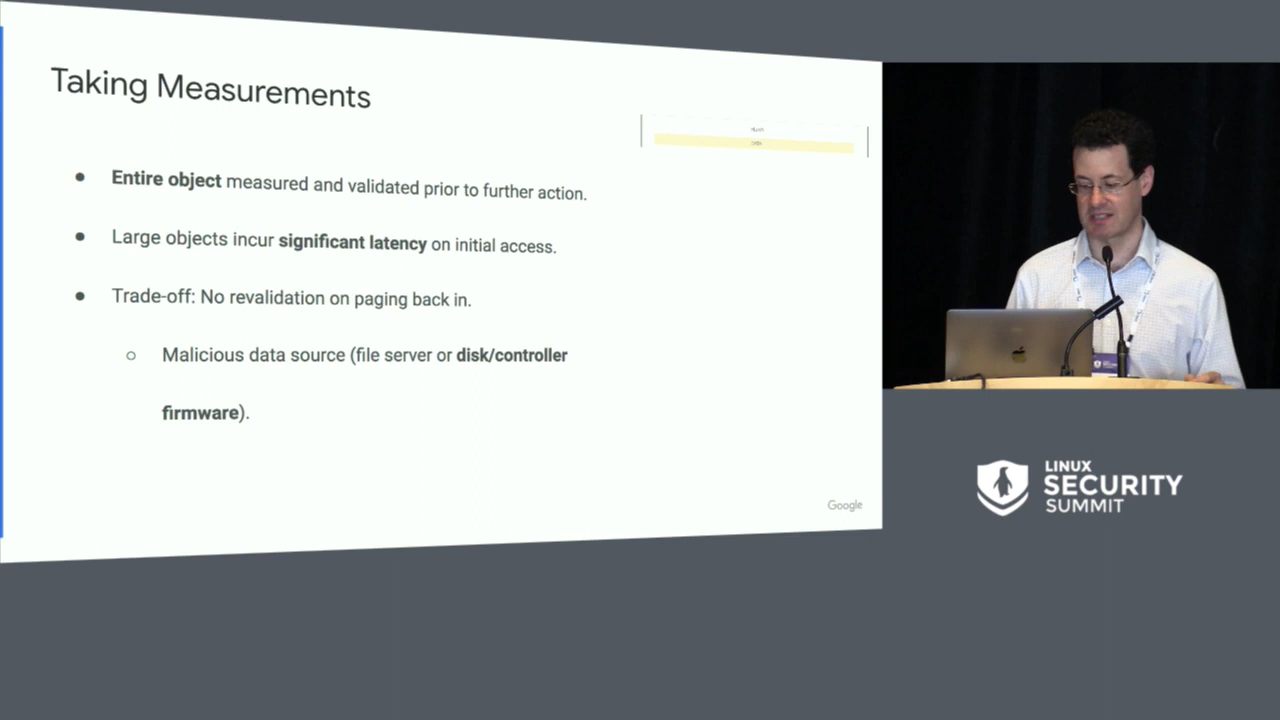 Taking Measurements
Entire object measured and validated prior to further action.
Large objects incur significant latency on initial access.
Trade-off: No revalidation on paging back in.
Malicious data source (file server or disk/controller
firmware).
Google
LINUX
SECURITY
SUMMIT